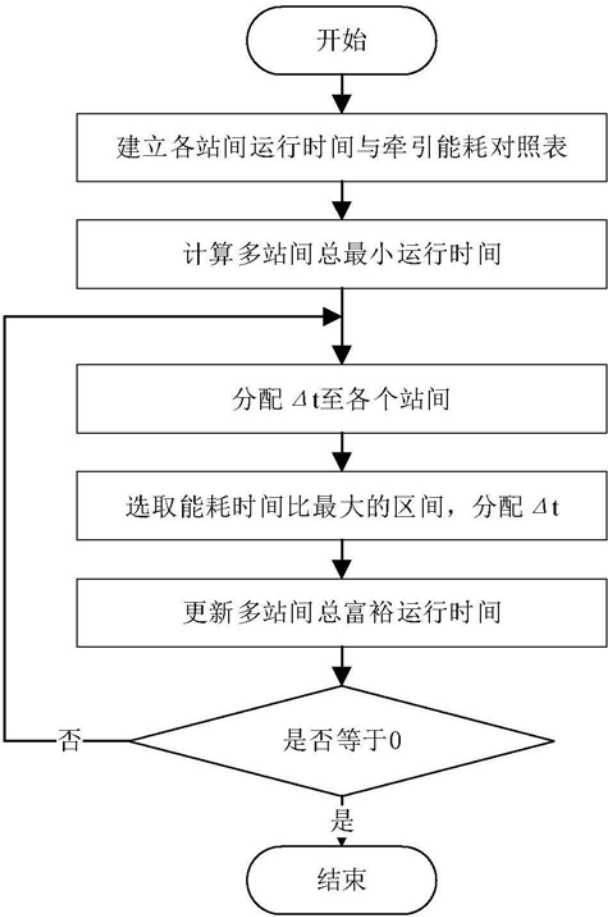 开始
建立各站间运行时间与牵引能耗对照表
计算多站间总最小运行时间
分配 Δt至各个站间
选取能耗时间比最大的区间，分配 Δt
更新多站间总富裕运行时间
是否等于0
否
是
结束